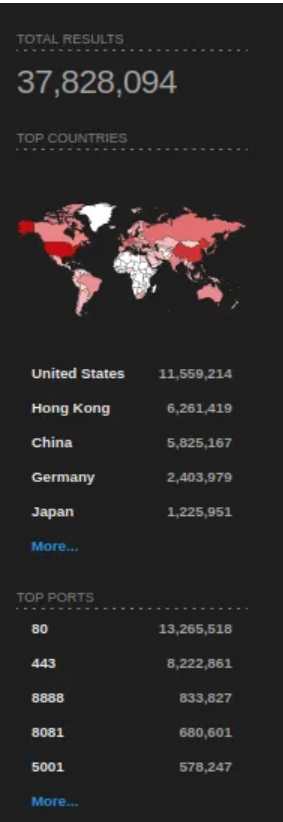 TOTAL RESULTS
37,828,094
TOP COUNTRIES
United States 11,559,214
Hong Kong 6,261,419
China 5,825,167
Germany 2,403,979
Japan 1,225,951
More...
TOP PORTS
80 13,265,518
443 8,222,861
8888 833,827
8081 680,601
5001 578,247
More...